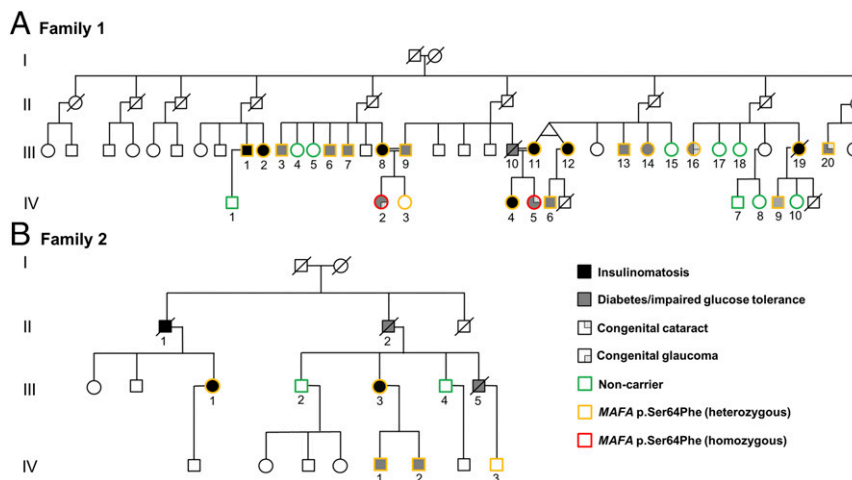 A Family 1
I
II
III
1 2 3 4 5 6 7 8 9 10 11 12 13 14 15 16 17 18 19 20
IV
1 2 3 4 5 6 7 8 9 10
B Family 2
I
II
1 2
III
1 2 3 4 5
IV
1 2 3
Insulinomatosis
Diabetes/impaired glucose tolerance
Congenital cataract
Congenital glaucoma
Non-carrier
MAFA p.Ser64Phe (heterozygous)
MAFA p.Ser64Phe (homozygous)